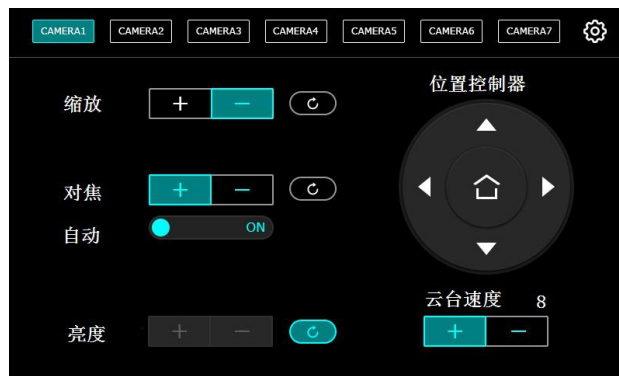 CAMERA1 CAMERA2 CAMERA3 CAMERA4 CAMERA5 CAMERA6 CAMERA7
位置控制器
缩放 + −
对焦 + −
自动 ON
云台速度 8
亮度 + −
+ −